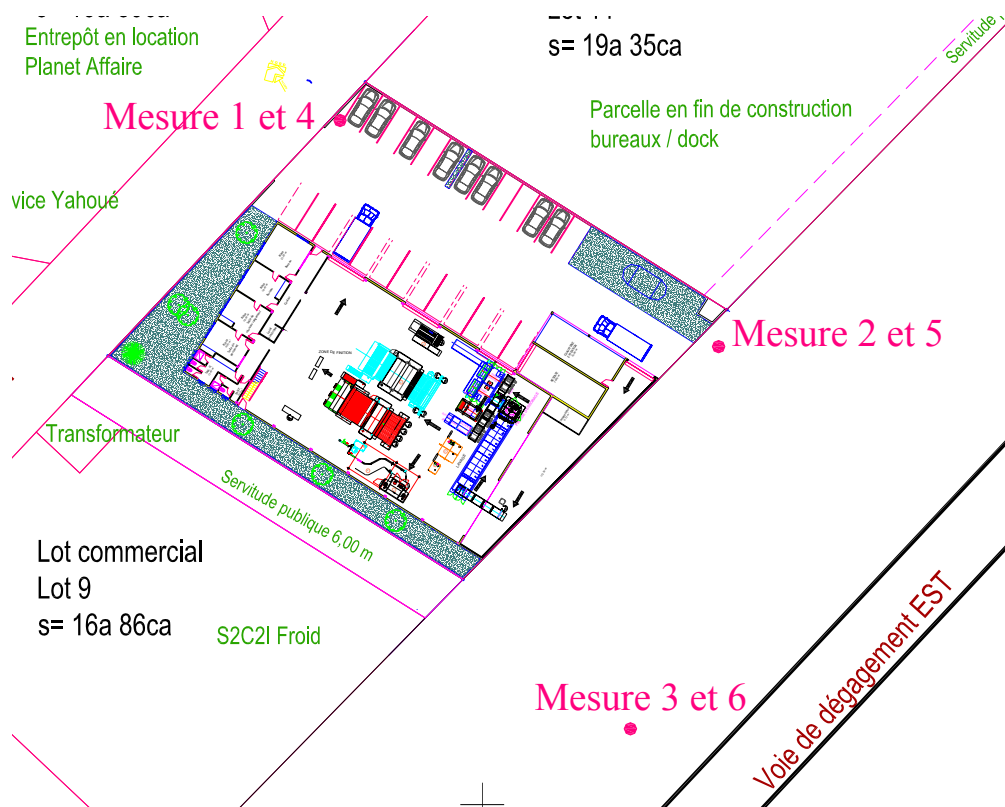 Entrepôt en location
Planet Affaire
s= 19a 35ca
Servitude
Mesure 1 et 4
Parcelle en fin de construction
bureaux / dock
vice Yahoué
Mesure 2 et 5
Transformateur
Servitude publique 6,00 m
Lot commercial
Lot 9
s= 16a 86ca
S2C2I Froid
Mesure 3 et 6
Voie de dégagement EST